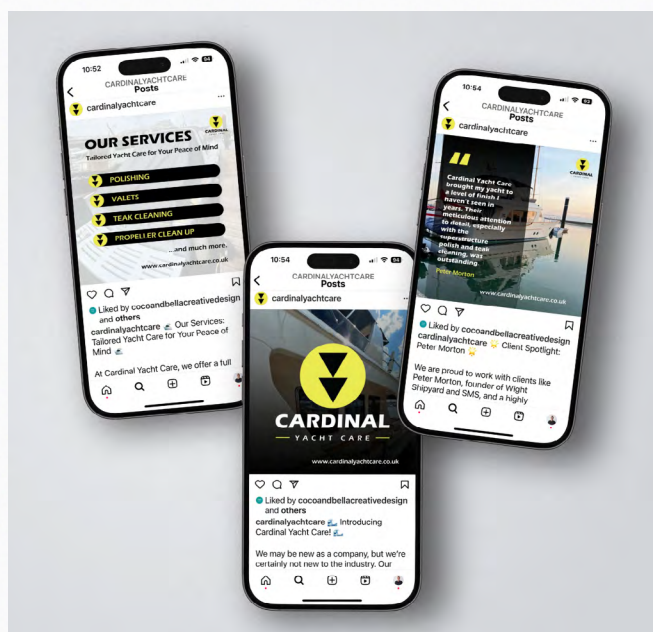 10:52
94
CARDINALYACHTCARE
Posts
cardinalyachtcare
OUR SERVICES
CARDINAL
Tailored Yacht Care for Your Peace of Mind
POLISHING
VALETS
TEAK CLEANING
PROPELLER CLEAN UP
...and much more.
www.cardinalyachtcare.co.uk
Liked by cocoandbellacreativedesign
and others
cardinalyachtcare 🛥️ Our Services:
Tailored Yacht Care for Your Peace of
Mind 🛥️
At Cardinal Yacht Care, we offer a full
10:54
93
CARDINALYACHTCARE
Posts
cardinalyachtcare
CARDINAL
YACHT CARE
www.cardinalyachtcare.co.uk
Liked by cocoandbellacreativedesign
and others
cardinalyachtcare 🌊 Introducing
Cardinal Yacht Care! 🌊
We may be new as a company, but we're
certainly not new to the industry. Our
10:54
93
CARDINALYACHTCARE
Posts
cardinalyachtcare
CARDINAL
Cardinal Yacht Care
brought my yacht to
a level of finish I
haven't seen in
years. Their
meticulous attention
to detail, especially
with the
superstructure
polish and teak
cleaning, was
outstanding.
Peter Morton
www.cardinalyachtcare.co.uk
Liked by cocoandbellacreativedesign
cardinalyachtcare 🌟 Client Spotlight:
Peter Morton 🌟
We are proud to work with clients like
Peter Morton, founder of Wight
Shipyard and SMS, and a highly